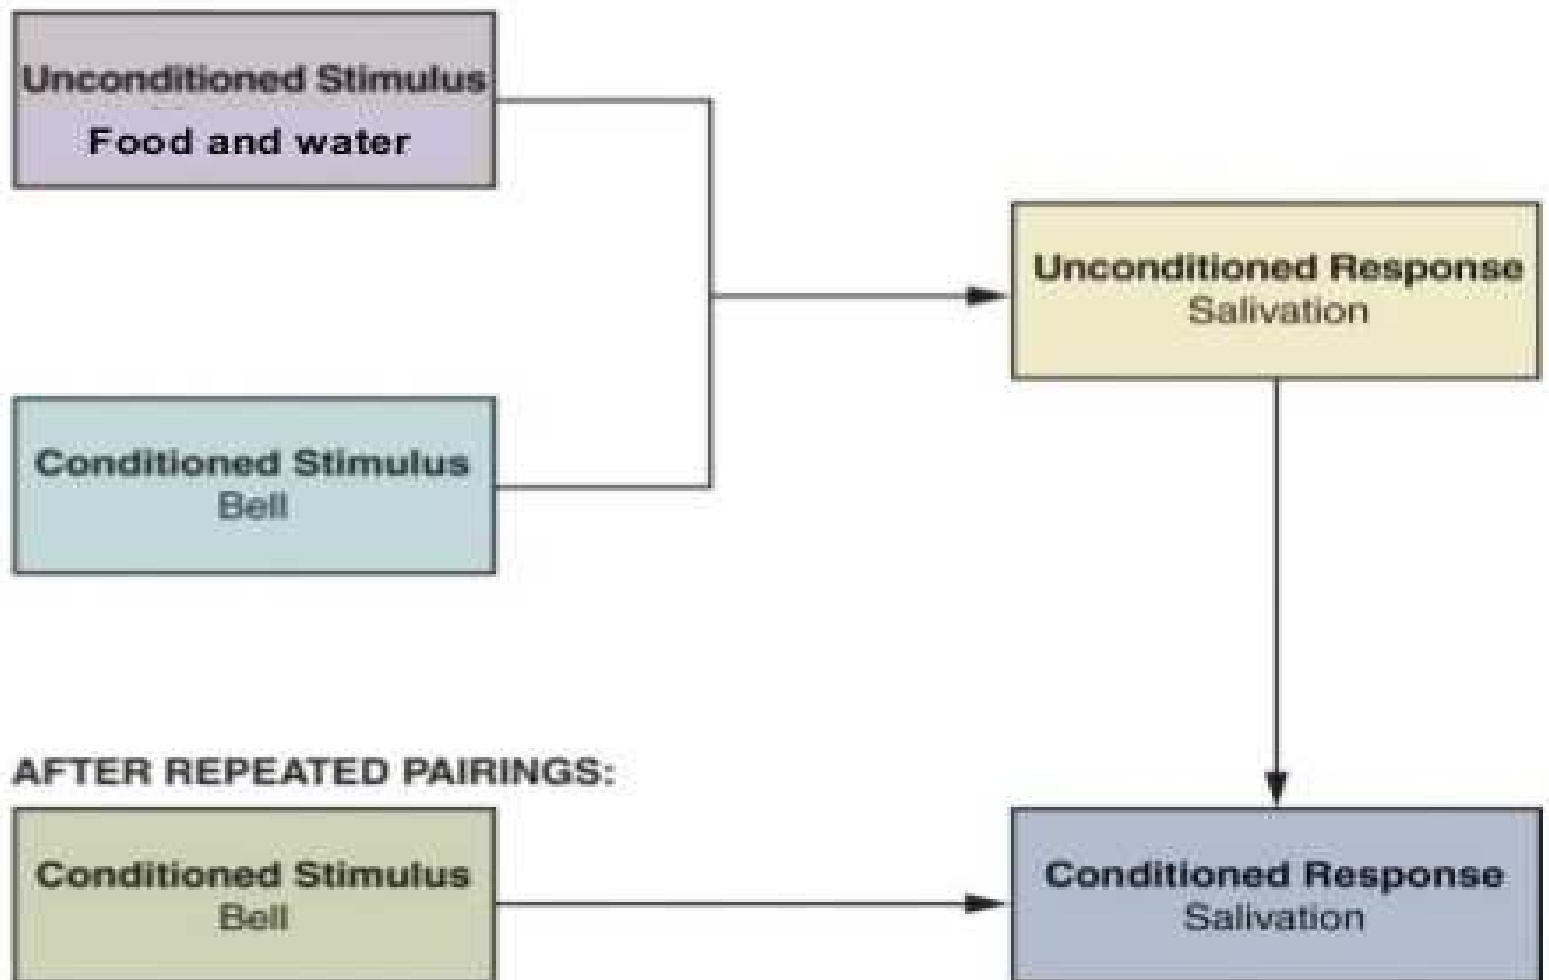 Unconditioned Stimulus
Food and water
Unconditioned Response
Salivation
Conditioned Stimulus
Bell
AFTER REPEATED PAIRINGS:
Conditioned Stimulus
Bell
Conditioned Response
Salivation